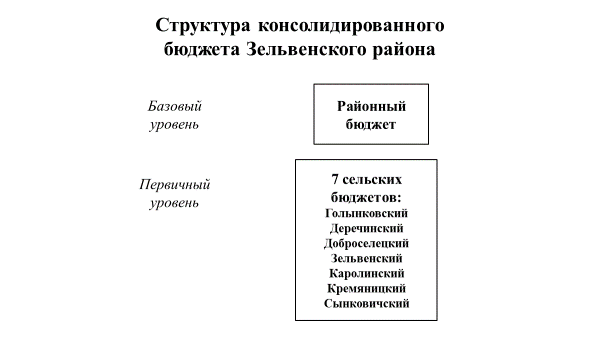 Структура консолидированного
бюджета Зельвенского района
Базовый
уровень
Районный
бюджет
Первичный
уровень
7 сельских
бюджетов:
Голынковский
Деречинский
Доброселецкий
Зельвенский
Каролинский
Кремяницкий
Сынковичский